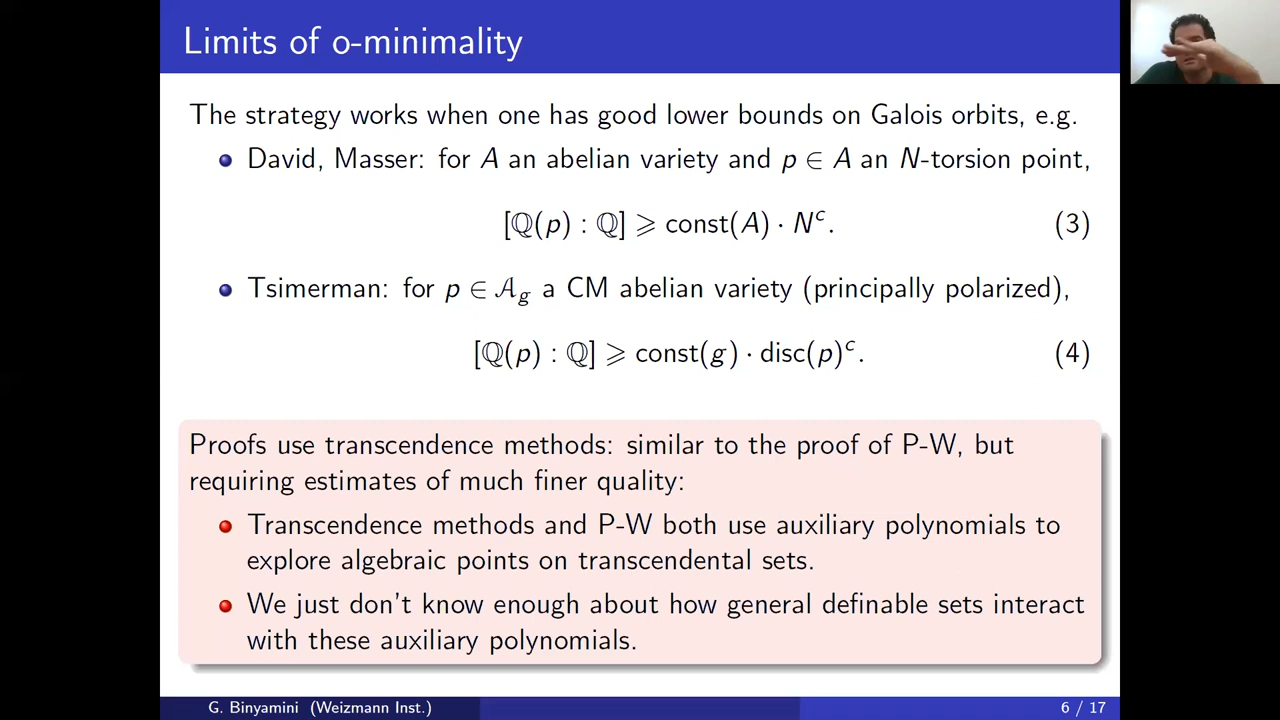 Limits of o-minimality
The strategy works when one has good lower bounds on Galois orbits, e.g.
David, Masser: for A an abelian variety and p ∈ A an N-torsion point,
[ℚ(p) : ℚ] ⩾ const(A) · N^c. (3)
Tsimerman: for p ∈ 𝒜_g a CM abelian variety (principally polarized),
[ℚ(p) : ℚ] ⩾ const(g) · disc(p)^c. (4)
Proofs use transcendence methods: similar to the proof of P-W, but
requiring estimates of much finer quality:
Transcendence methods and P-W both use auxiliary polynomials to
explore algebraic points on transcendental sets.
We just don't know enough about how general definable sets interact
with these auxiliary polynomials.
G. Binyamini (Weizmann Inst.) 6 / 17